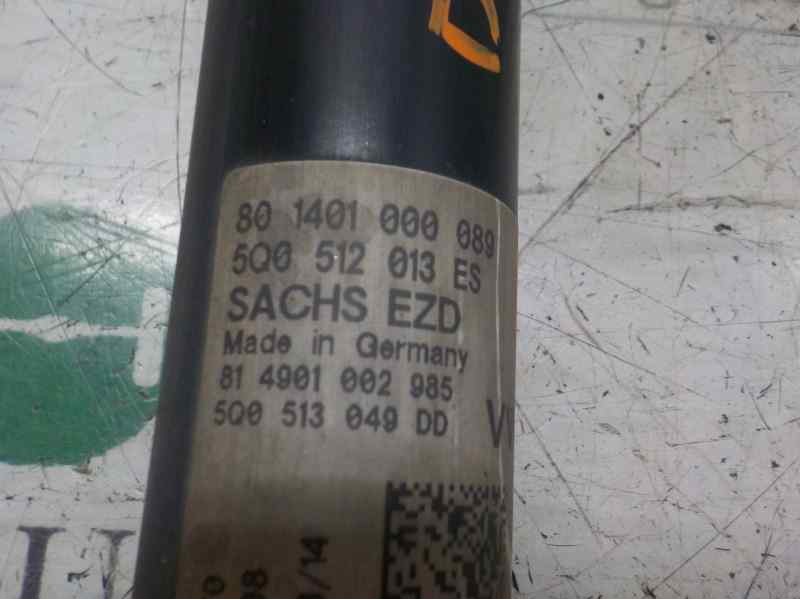 80 1401 000 089
5Q0 512 013 ES
SACHS EZD
Made in Germany
81 4901 002 985
5Q0 513 049 DD